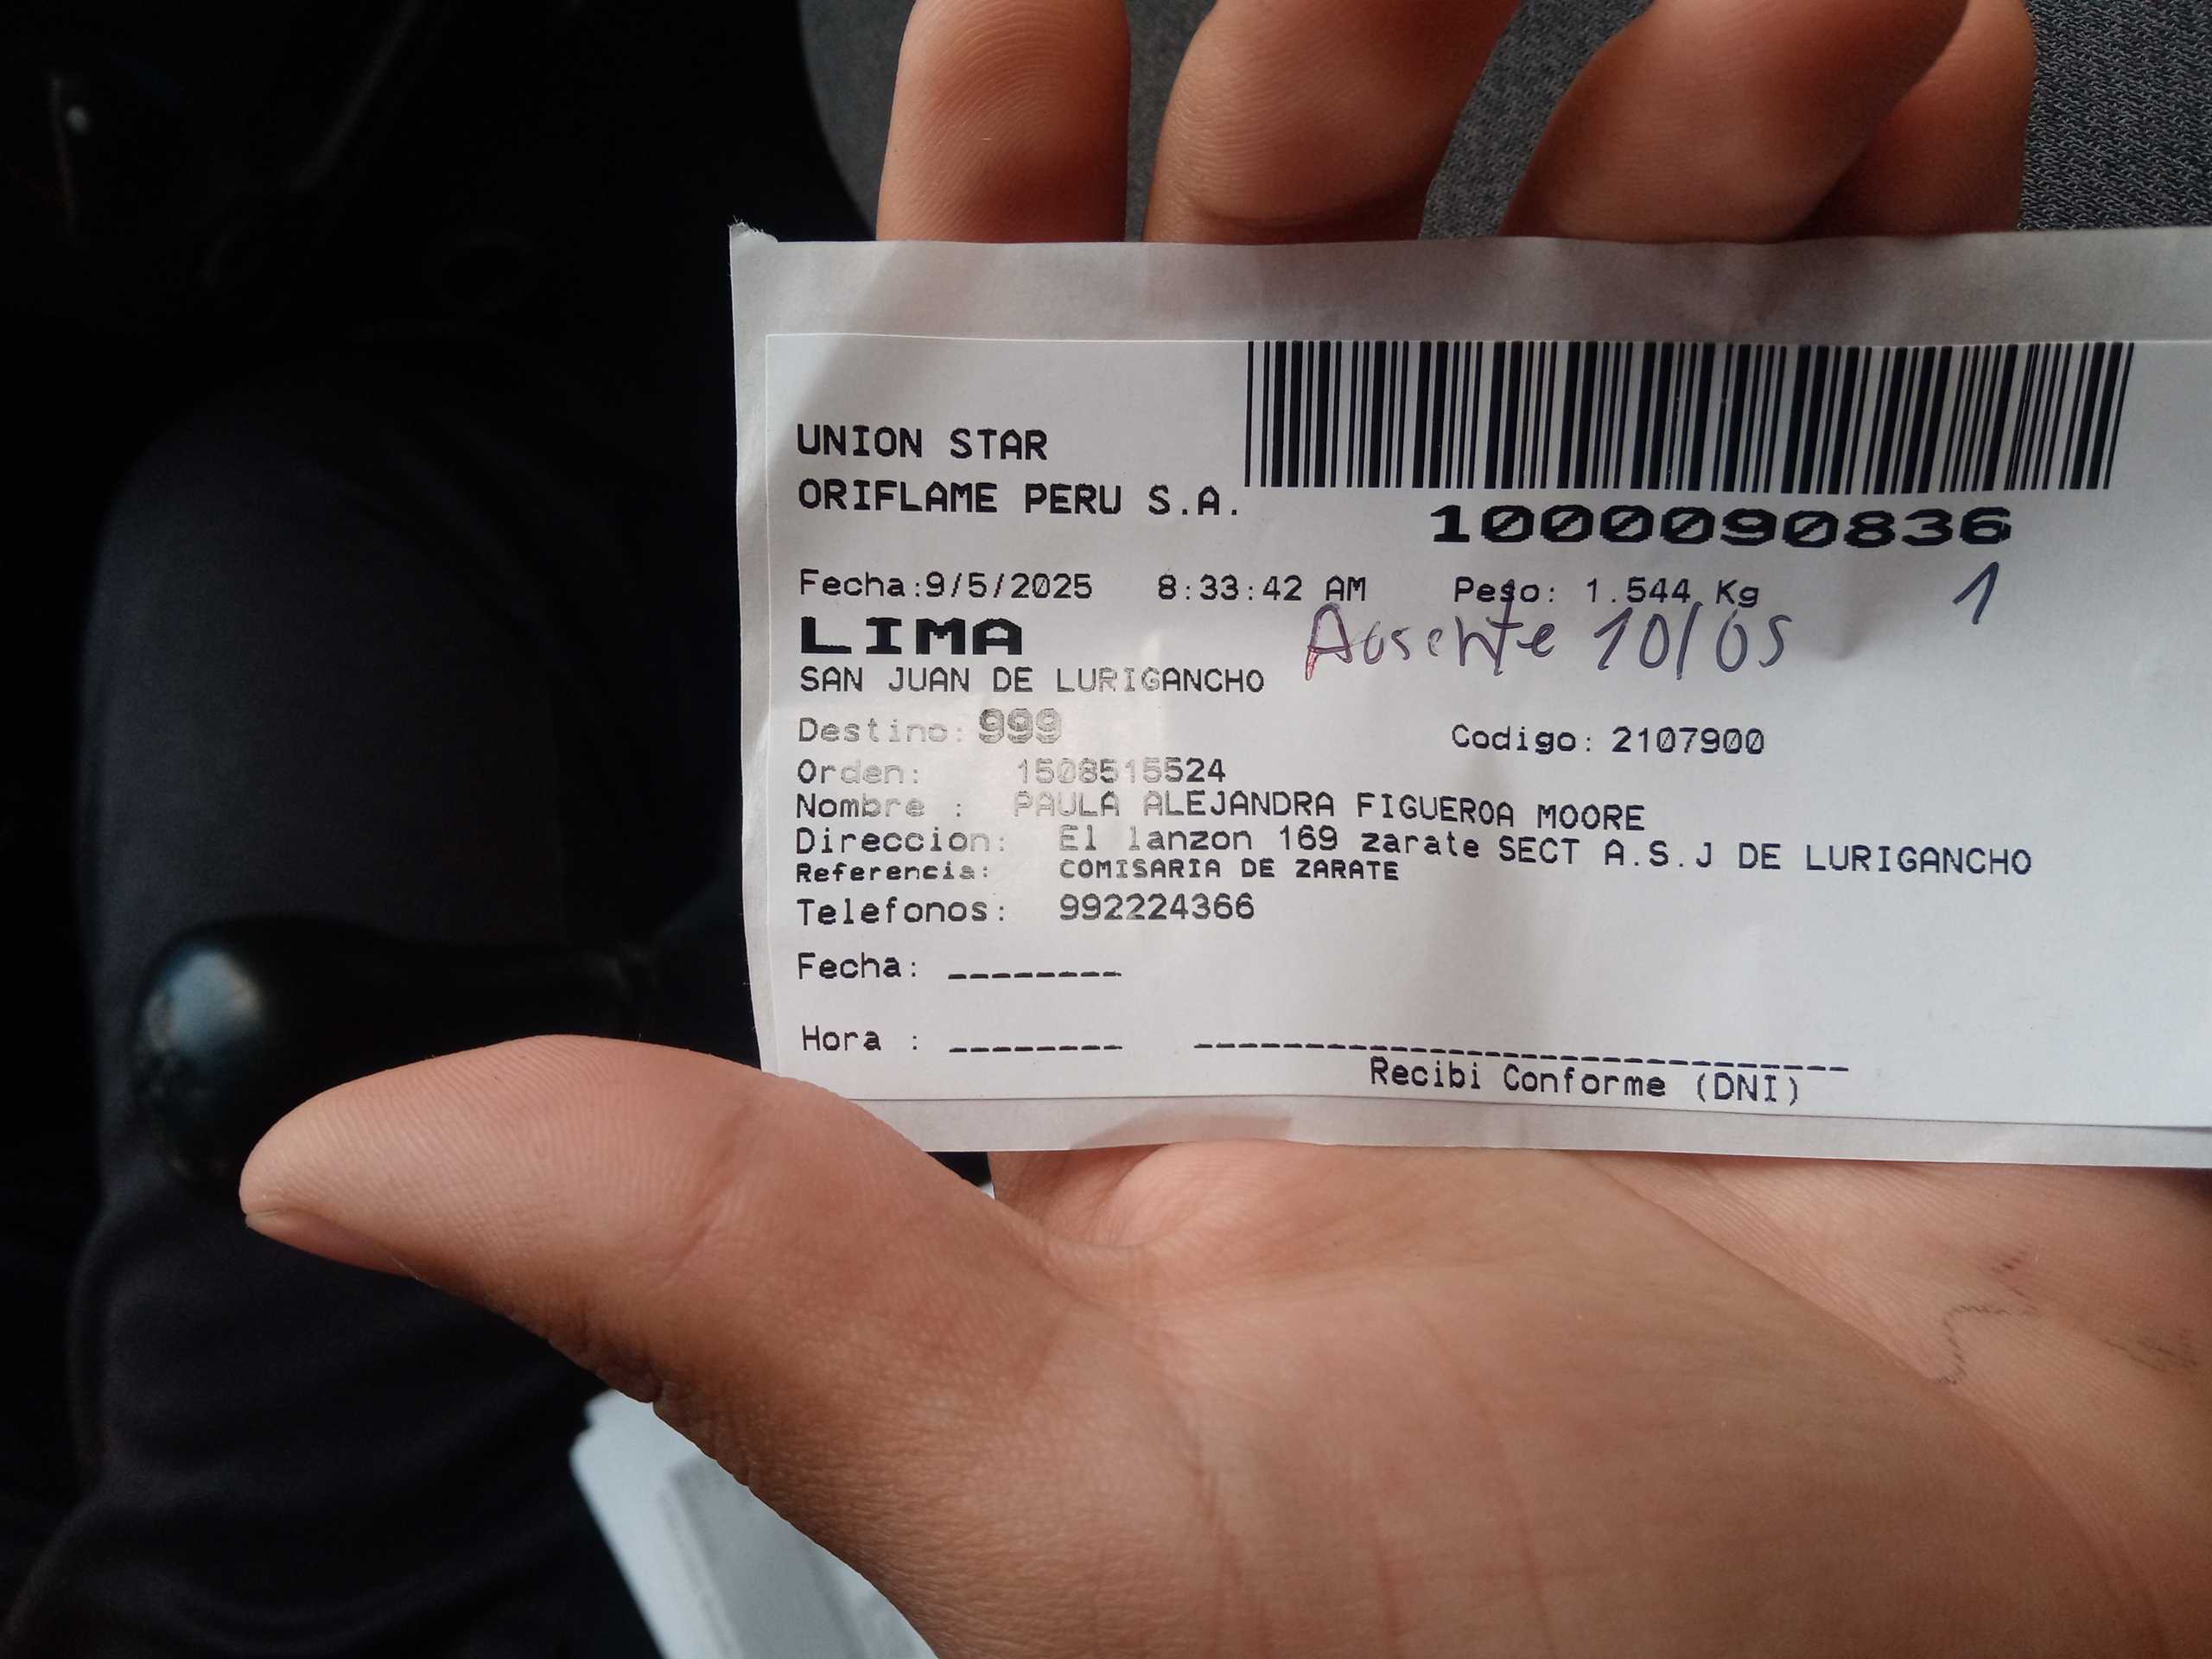 UNION STAR
ORIFLAME PERU S.A.
1000090836
Fecha:9/5/2025 8:33:42 AM Peso: 1.544 Kg 1
LIMA Ausente 10/05
SAN JUAN DE LURIGANCHO
Destino: 999 Codigo: 2107900
Orden: 1508515524
Nombre : PAULA ALEJANDRA FIGUEROA MOORE
Direccion: El lanzon 169 zarate SECT A.S.J DE LURIGANCHO
Referencia: COMISARIA DE ZARATE
Telefonos: 992224366
Fecha: --------
Hora : -------- ------------------------------
Recibi Conforme (DNI)